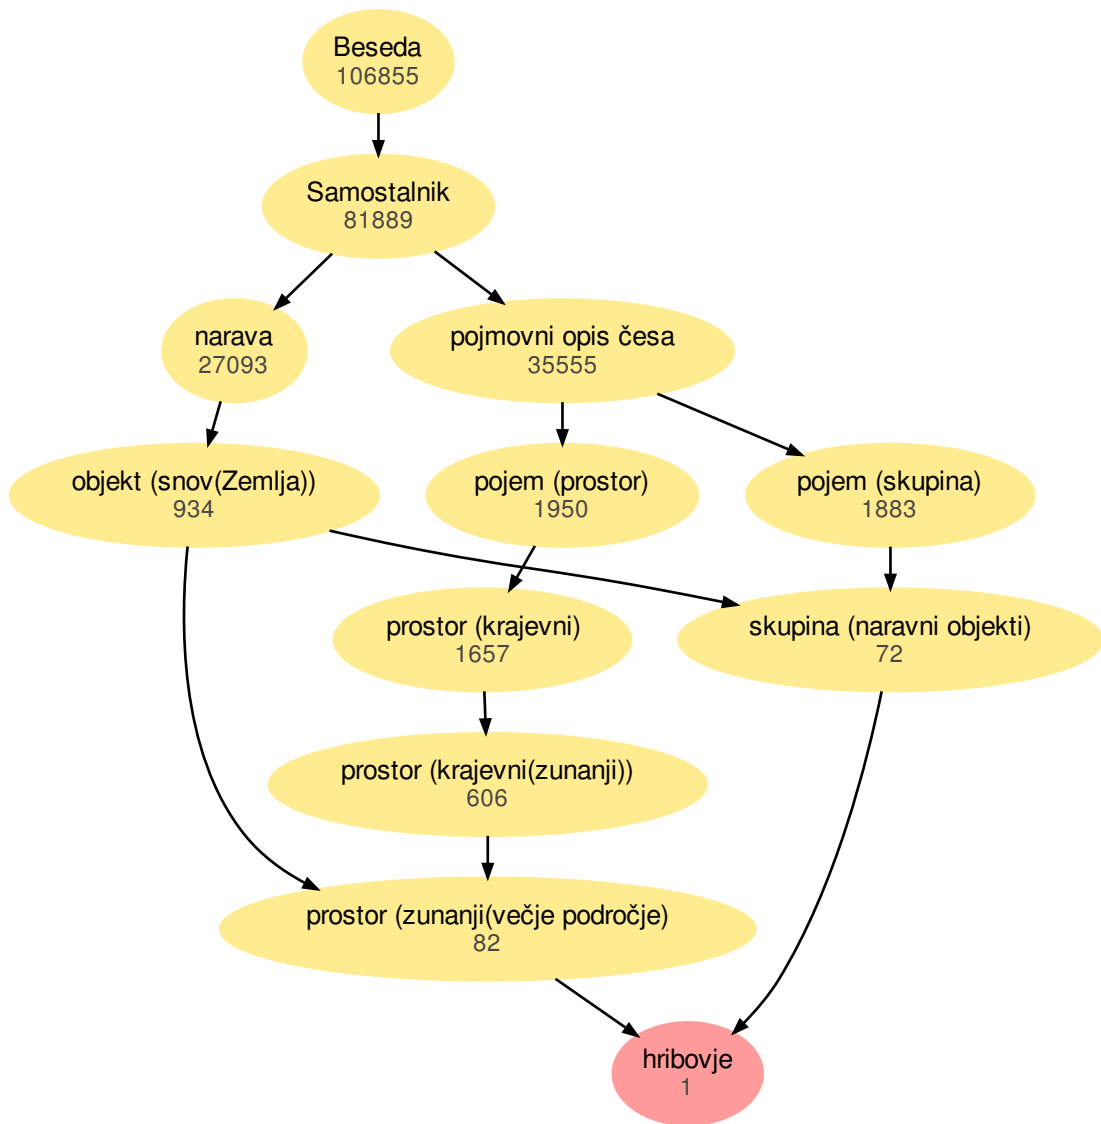 Beseda
106855
Samostalnik
81889
narava
27093
pojmovni opis česa
35555
objekt (snov(Zemlja))
934
pojem (prostor)
1950
pojem (skupina)
1883
prostor (krajevni)
1657
skupina (naravni objekti)
72
prostor (krajevni(zunanji))
606
prostor (zunanji(večje področje)
82
hribovje
1